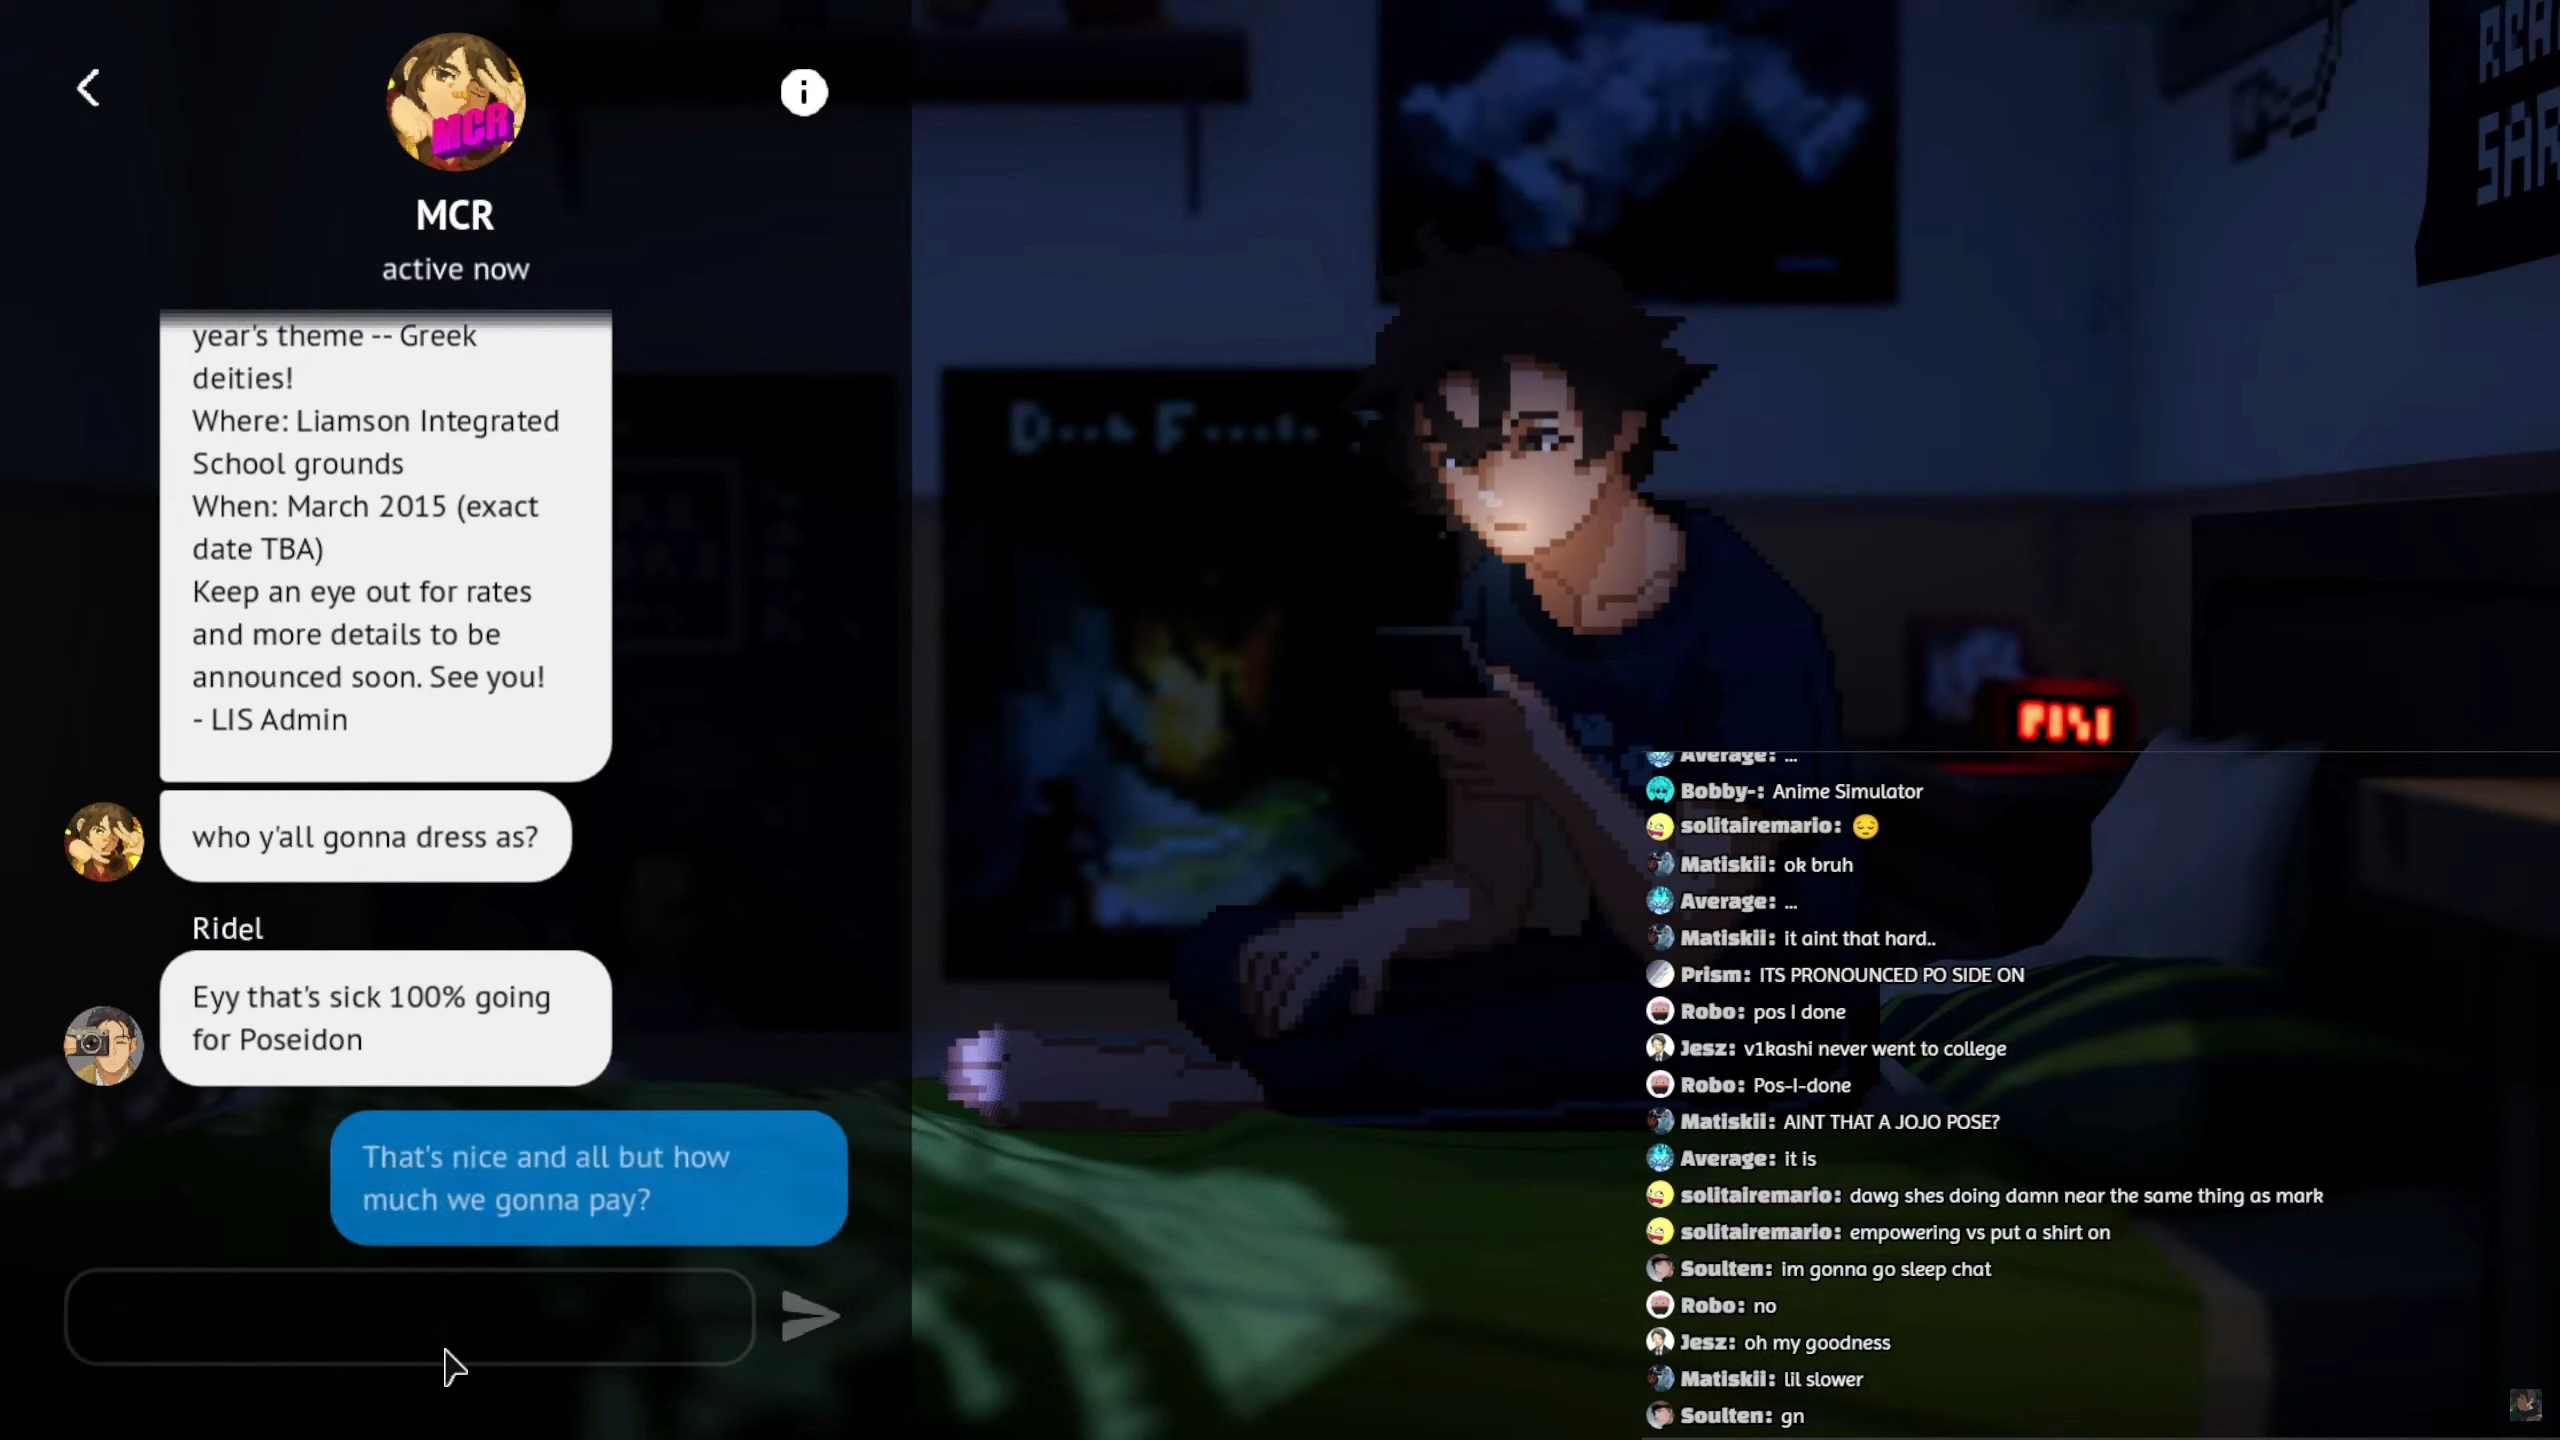 MCR
MCR
active now
year's theme -- Greek
deities!
Where: Liamson Integrated
School grounds
When: March 2015 (exact
date TBA)
Keep an eye out for rates
and more details to be
announced soon. See you!
- LIS Admin
who y'all gonna dress as?
Ridel
Eyy that's sick 100% going
for Poseidon
That's nice and all but how
much we gonna pay?
Average: ...
Bobby-: Anime Simulator
solitairemario: 😔
Matiskii: ok bruh
Average: ...
Matiskii: it aint that hard..
Prism: ITS PRONOUNCED PO SIDE ON
Robo: pos I done
Jesz: v1kashi never went to college
Robo: Pos-I-done
Matiskii: AINT THAT A JOJO POSE?
Average: it is
solitairemario: dawg shes doing damn near the same thing as mark
solitairemario: empowering vs put a shirt on
Soulten: im gonna go sleep chat
Robo: no
Jesz: oh my goodness
Matiskii: lil slower
Soulten: gn